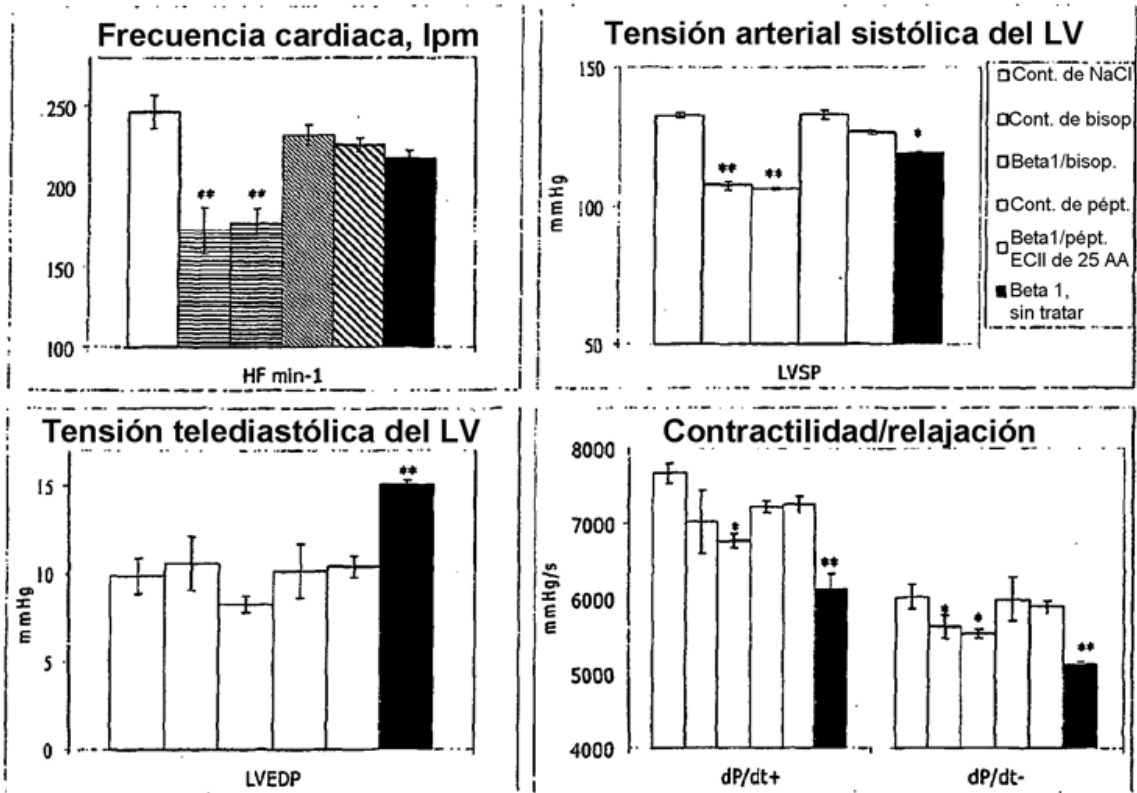 Frecuencia cardiaca, lpm
250
200
150
100
**
**
HF min-1
Tensión arterial sistólica del LV
150
100
50
mmHg
**
**
*
LVSP
Cont. de NaCl
Cont. de bisop.
Beta1/bisop.
Cont. de pépt.
Beta1/pépt.
ECII de 25 AA
Beta 1,
sin tratar
Tensión telediastólica del LV
15
10
5
0
mmHg
**
LVEDP
Contractilidad/relajación
8000
7000
6000
5000
4000
mmHg/s
*
**
*
*
**
dP/dt+
dP/dt-